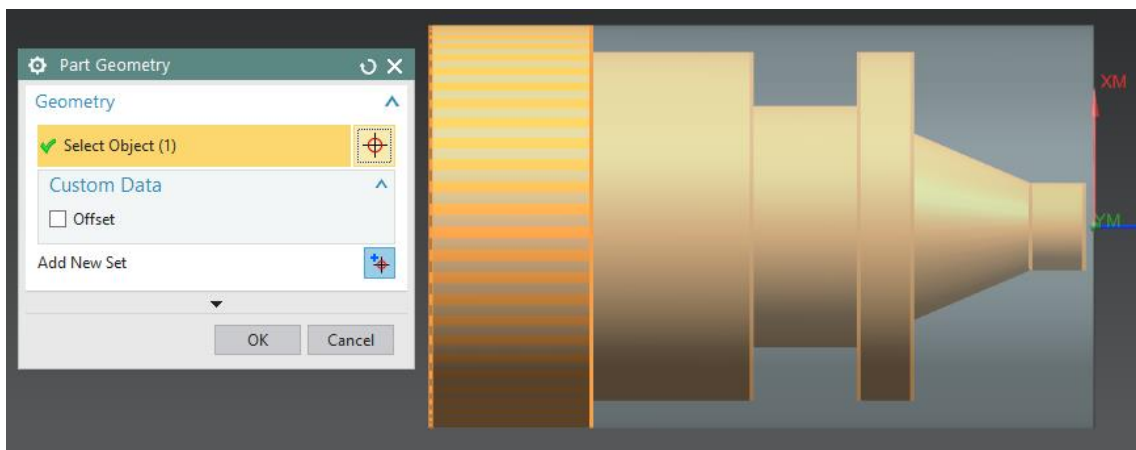 Part Geometry
Geometry
Select Object (1)
Custom Data
Offset
Add New Set
OK Cancel
XM
YM